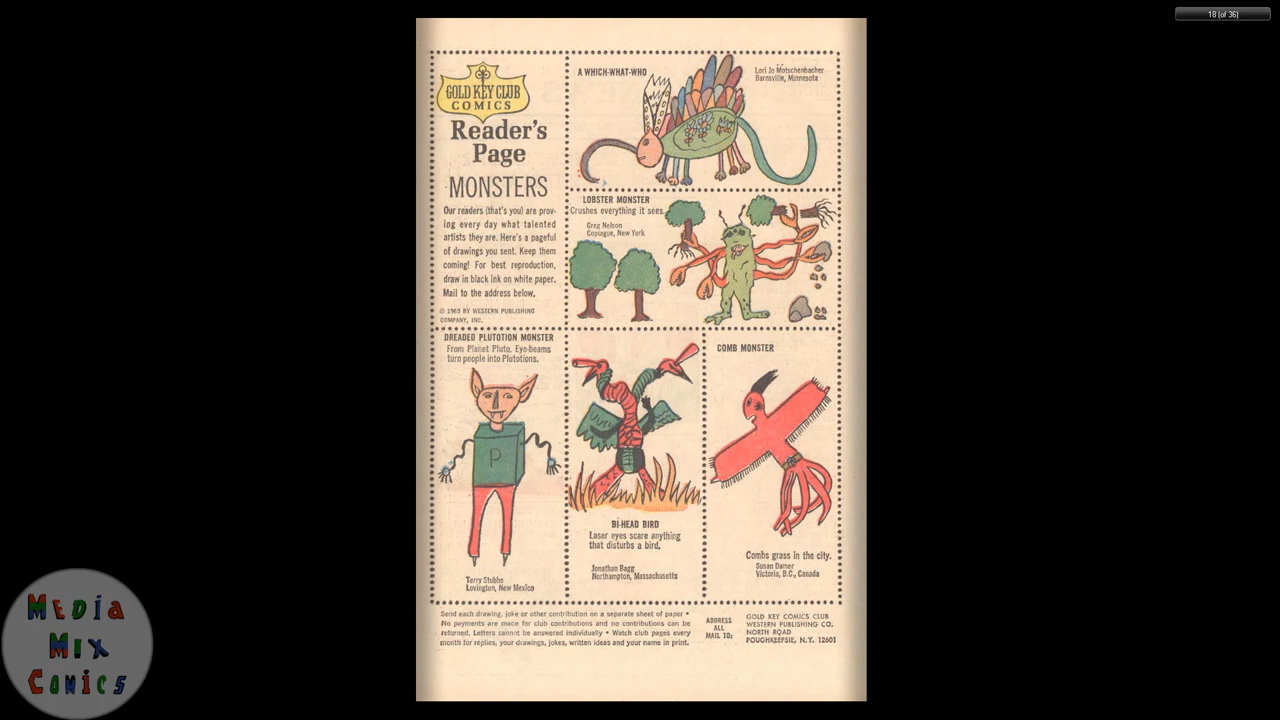 18 (of 36)
GOLD KEY CLUB
COMICS
Reader's
Page
MONSTERS
Our readers (that's you) are prov-
ing every day what talented
artists they are. Here's a pageful
of drawings you sent. Keep them
coming! For best reproduction,
draw in black ink on white paper.
Mail to the address below.
© 1963 BY WESTERN PUBLISHING
COMPANY, INC.
A WHICH-WHAT-WHO
Lori Jo Motschenbacher
Barnsville, Minnesota
LOBSTER MONSTER
Crushes everything it sees.
Greg Nelson
Copiague, New York
DREADED PLUTOTION MONSTER
From Planet Pluto. Eye-beams
turn people into Plutotions.
P
Terry Stubbs
Lovington, New Mexico
BI-HEAD BIRD
Laser eyes scare anything
that disturbs a bird.
Jonathan Bagg
Northampton, Massachusetts
COMB MONSTER
Combs grass in the city.
Susan Damer
Victoria, B.C., Canada
Send each drawing, joke or other contribution on a separate sheet of paper •
No payments are made for club contributions and no contributions can be
returned. Letters cannot be answered individually • Watch club pages every
month for replies, your drawings, jokes, written ideas and your name in print.
ADDRESS
ALL
MAIL TO:
GOLD KEY COMICS CLUB
WESTERN PUBLISHING CO.
NORTH ROAD
POUGHKEEPSIE, N.Y. 12601
MEDIA
MIX
COMICS